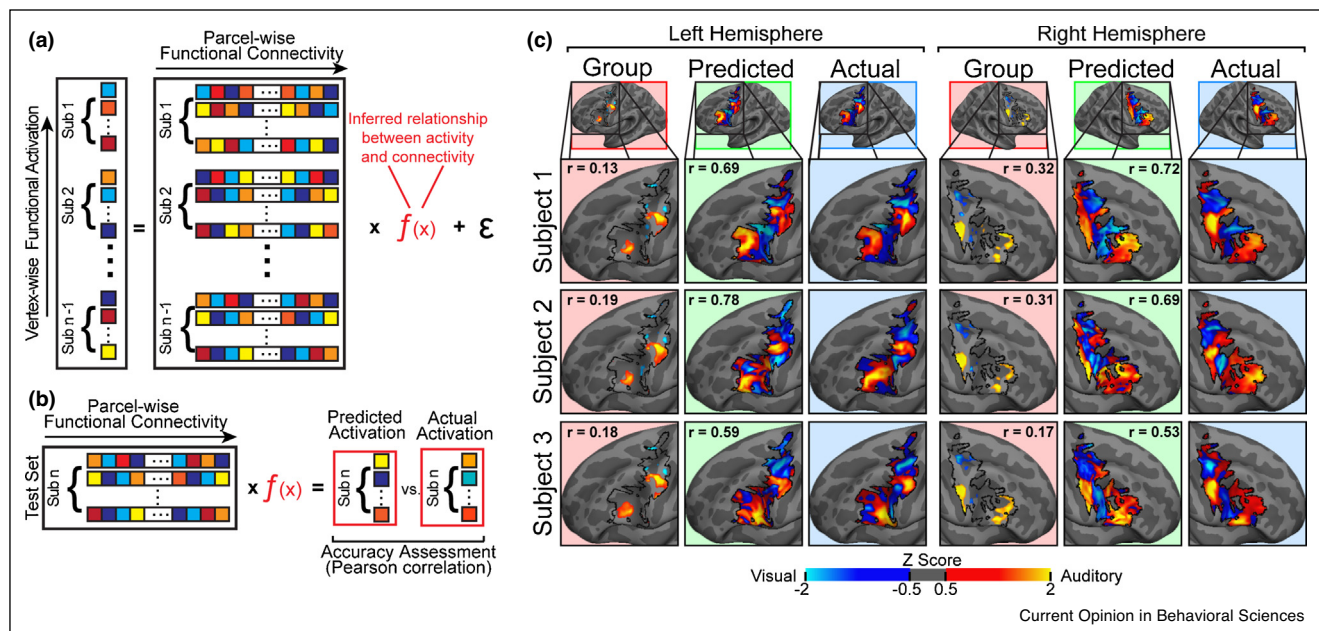 (a)
Parcel-wise
Functional Connectivity
Vertex-wise Functional Activation
Sub 1
Sub 2
Sub n -1
Sub 1
Sub 2
Sub n -1
=
Inferred relationship
between activity
and connectivity
x f(x) + ε
(b)
Parcel-wise
Functional Connectivity
Test Set
Sub n
x f(x) =
Predicted
Activation
Sub n
vs.
Actual
Activation
Sub n
Accuracy Assessment
(Pearson correlation)
(c)
Left Hemisphere
Right Hemisphere
Group Predicted Actual Group Predicted Actual
Subject 1
r = 0.13 r = 0.69 r = 0.32 r = 0.72
Subject 2
r = 0.19 r = 0.78 r = 0.31 r = 0.69
Subject 3
r = 0.18 r = 0.59 r = 0.17 r = 0.53
Z Score
Visual Auditory
-2 -0.5 0.5 2
Current Opinion in Behavioral Sciences